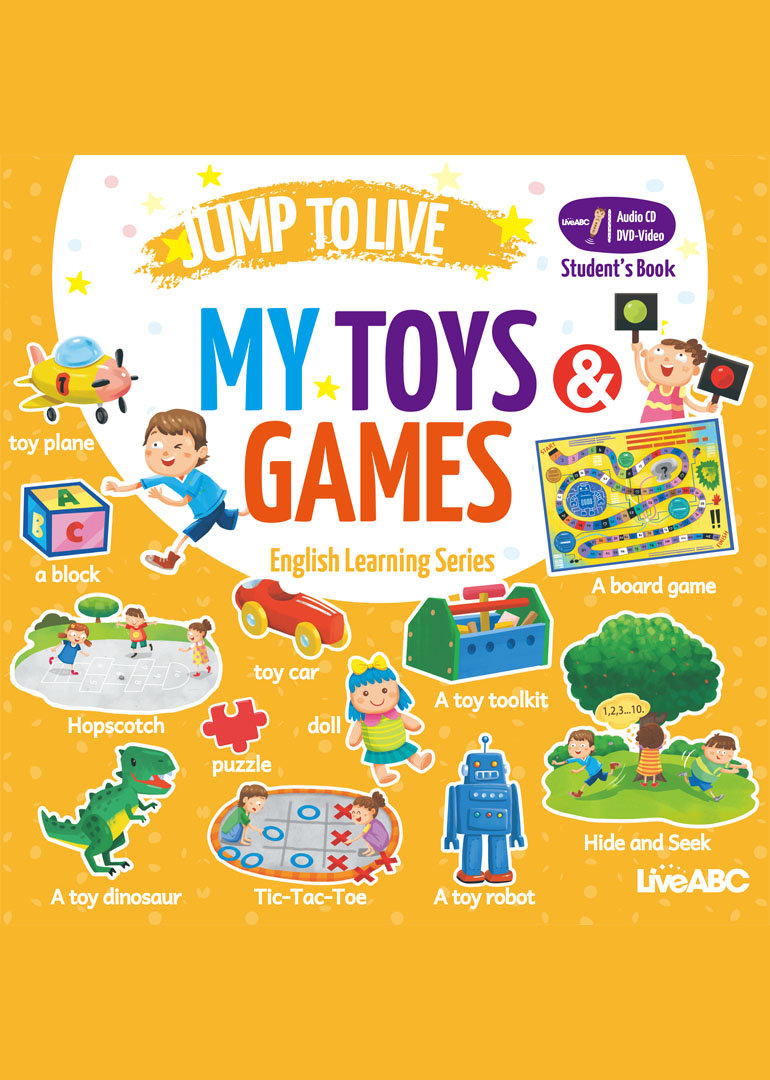 JUMP TO LIVE
LiveABC
Audio CD
DVD-Video
Student's Book
MY TOYS &
GAMES
English Learning Series
toy plane
A
B
C
a block
START
?
!!
FINISH
A board game
Hopscotch
toy car
A toy toolkit
doll
puzzle
1,2,3...10.
Hide and Seek
A toy dinosaur
Tic-Tac-Toe
A toy robot
LiveABC